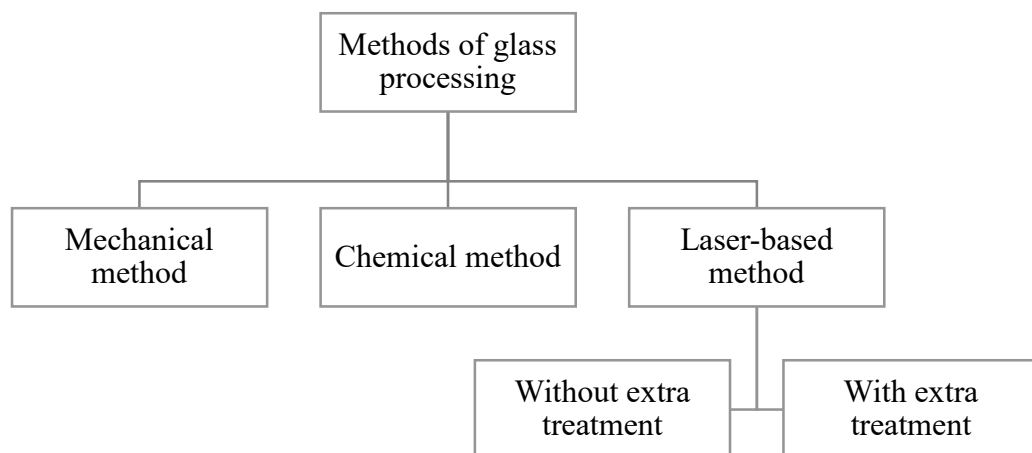 Methods of glass
processing
Mechanical
method
Chemical method
Laser-based
method
Without extra
treatment
With extra
treatment